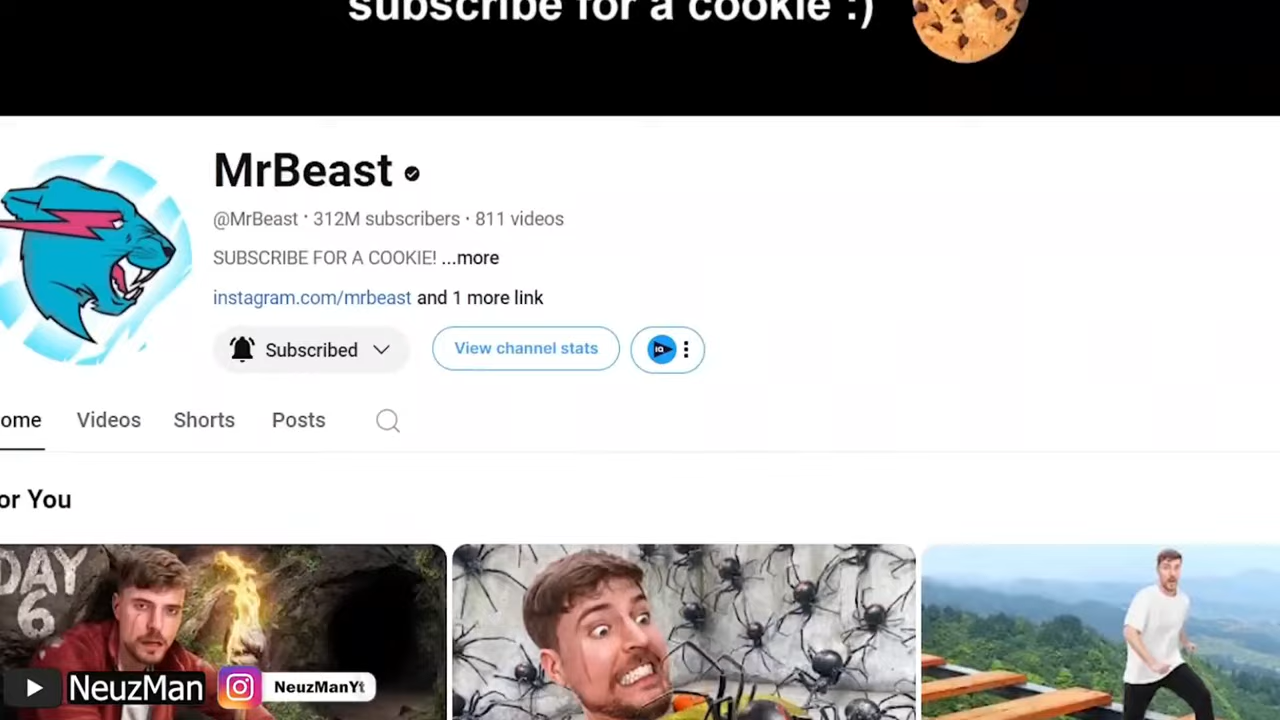 subscribe for a cookie :)
MrBeast
@MrBeast · 312M subscribers · 811 videos
SUBSCRIBE FOR A COOKIE! ...more
instagram.com/mrbeast and 1 more link
Subscribed
View channel stats
IQ
ome Videos Shorts Posts
or You
DAY
6
NeuzMan NeuzManYt